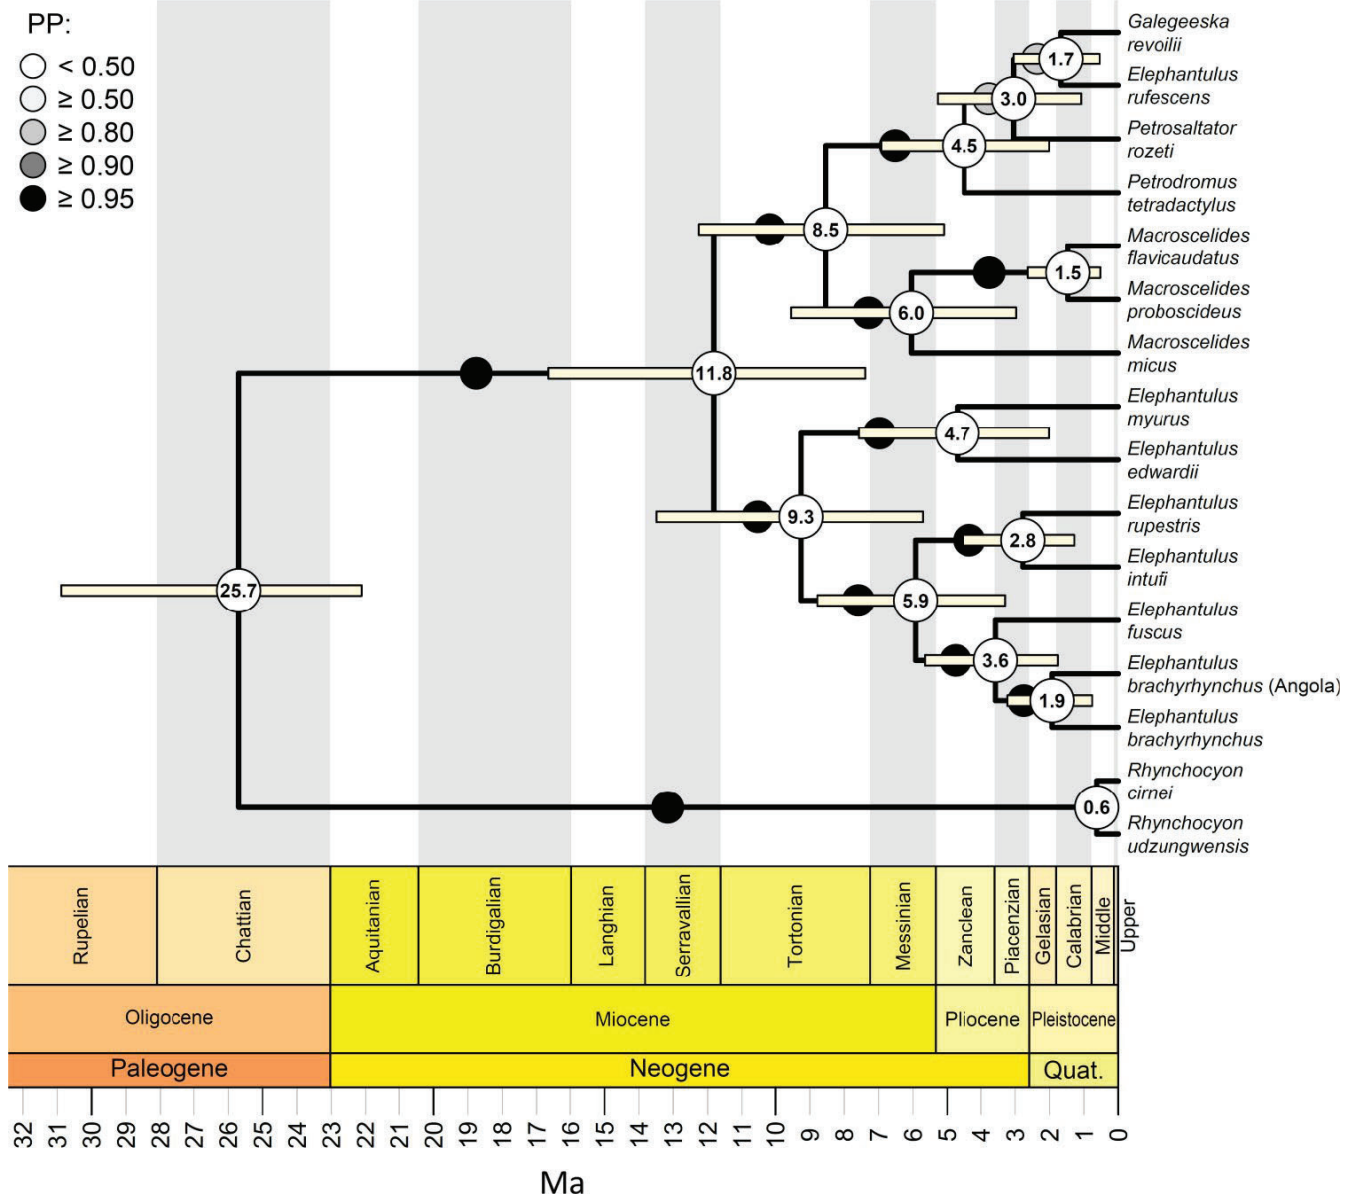 PP:
< 0.50
≥ 0.50
≥ 0.80
≥ 0.90
≥ 0.95
Galegeeska
revoilii
Elephantulus
rufescens
Petrosaltator
rozeti
Petrodromus
tetradactylus
Macroscelides
flavicaudatus
Macroscelides
proboscideus
Macroscelides
micus
Elephantulus
myurus
Elephantulus
edwardii
Elephantulus
rupestris
Elephantulus
intufi
Elephantulus
fuscus
Elephantulus
brachyrhynchus (Angola)
Elephantulus
brachyrhynchus
Rhynchocyon
cirnei
Rhynchocyon
udzungwensis
1.7
3.0
4.5
8.5
1.5
6.0
11.8
4.7
9.3
2.8
5.9
25.7
3.6
1.9
0.6
Rupelian
Chattian
Aquitanian
Burdigalian
Langhian
Serravallian
Tortonian
Messinian
Zanclean
Piacenzian
Gelasian
Calabrian
Middle
Upper
Oligocene
Miocene
Pliocene
Pleistocene
Paleogene
Neogene
Quat.
32 31 30 29 28 27 26 25 24 23 22 21 20 19 18 17 16 15 14 13 12 11 10 9 8 7 6 5 4 3 2 1 0
Ma